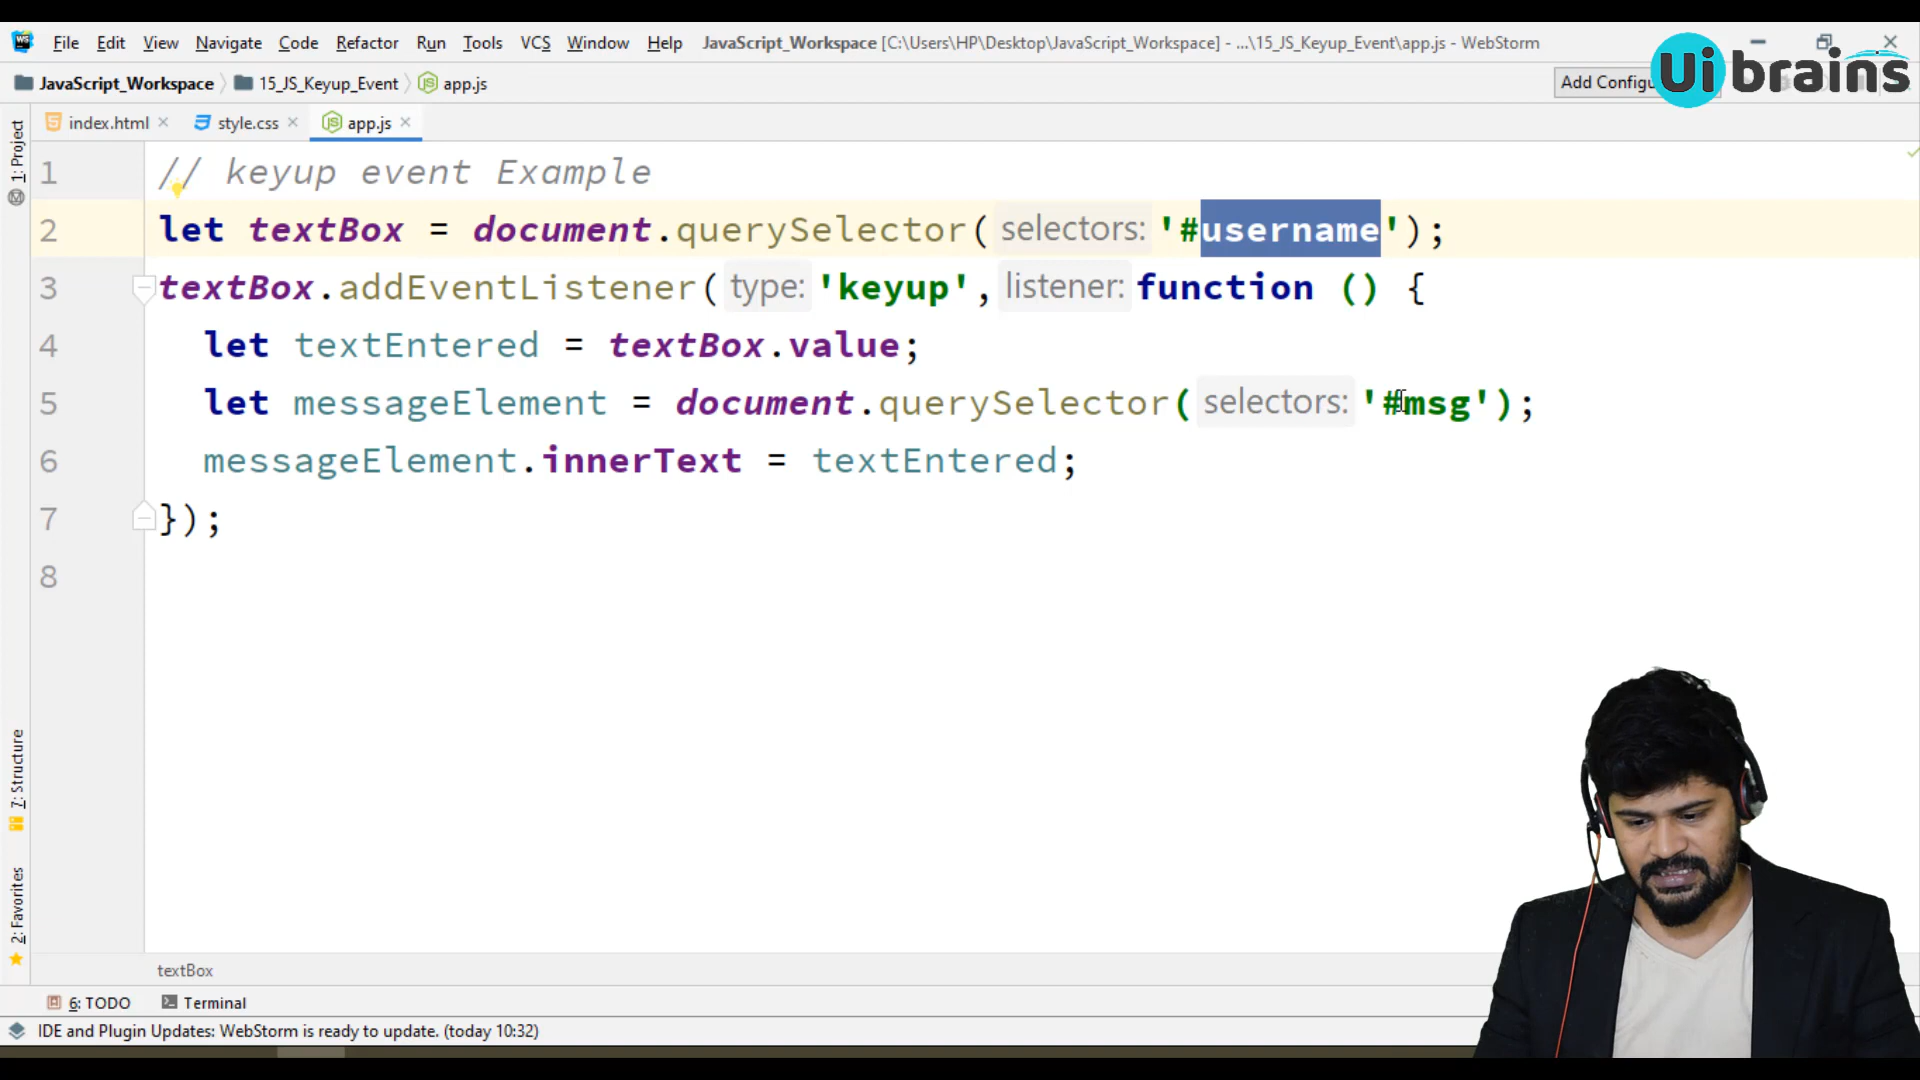 File Edit View Navigate Code Refactor Run Tools VCS Window Help JavaScript_Workspace [C:\Users\HP\Desktop\JavaScript_Workspace] - ...\15_JS_Keyup_Event\app.js - WebStorm
JavaScript_Workspace 15_JS_Keyup_Event app.js Add Configu
Ui brains
index.html style.css app.js
1: Project
1 // keyup event Example
2 let textBox = document.querySelector( selectors: '#username');
3 textBox.addEventListener( type: 'keyup', listener: function () {
4 let textEntered = textBox.value;
5 let messageElement = document.querySelector( selectors: '#msg');
6 messageElement.innerText = textEntered;
7 });
8
7: Structure
2: Favorites
textBox
6: TODO Terminal
IDE and Plugin Updates: WebStorm is ready to update. (today 10:32)